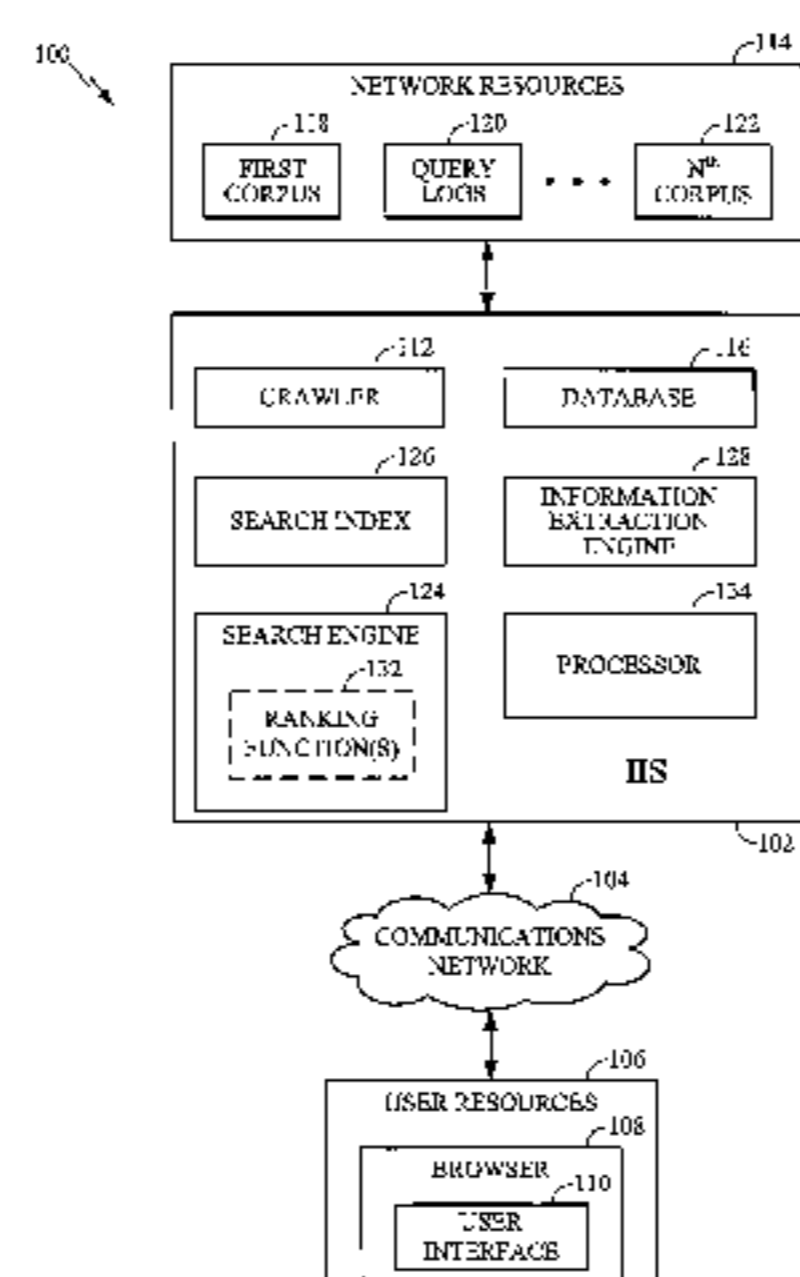 100
114
NETWORK RESOURCES
118
120
122
FIRST
CORPUS
QUERY
LOGS
• • •
Nth
CORPUS
112
116
CRAWLER
DATABASE
126
128
SEARCH INDEX
INFORMATION
EXTRACTION
ENGINE
124
134
SEARCH ENGINE
132
RANKING
FUNCTION(S)
PROCESSOR
IIS
102
104
COMMUNICATIONS
NETWORK
106
USER RESOURCES
108
BROWSER
110
USER
INTERFACE